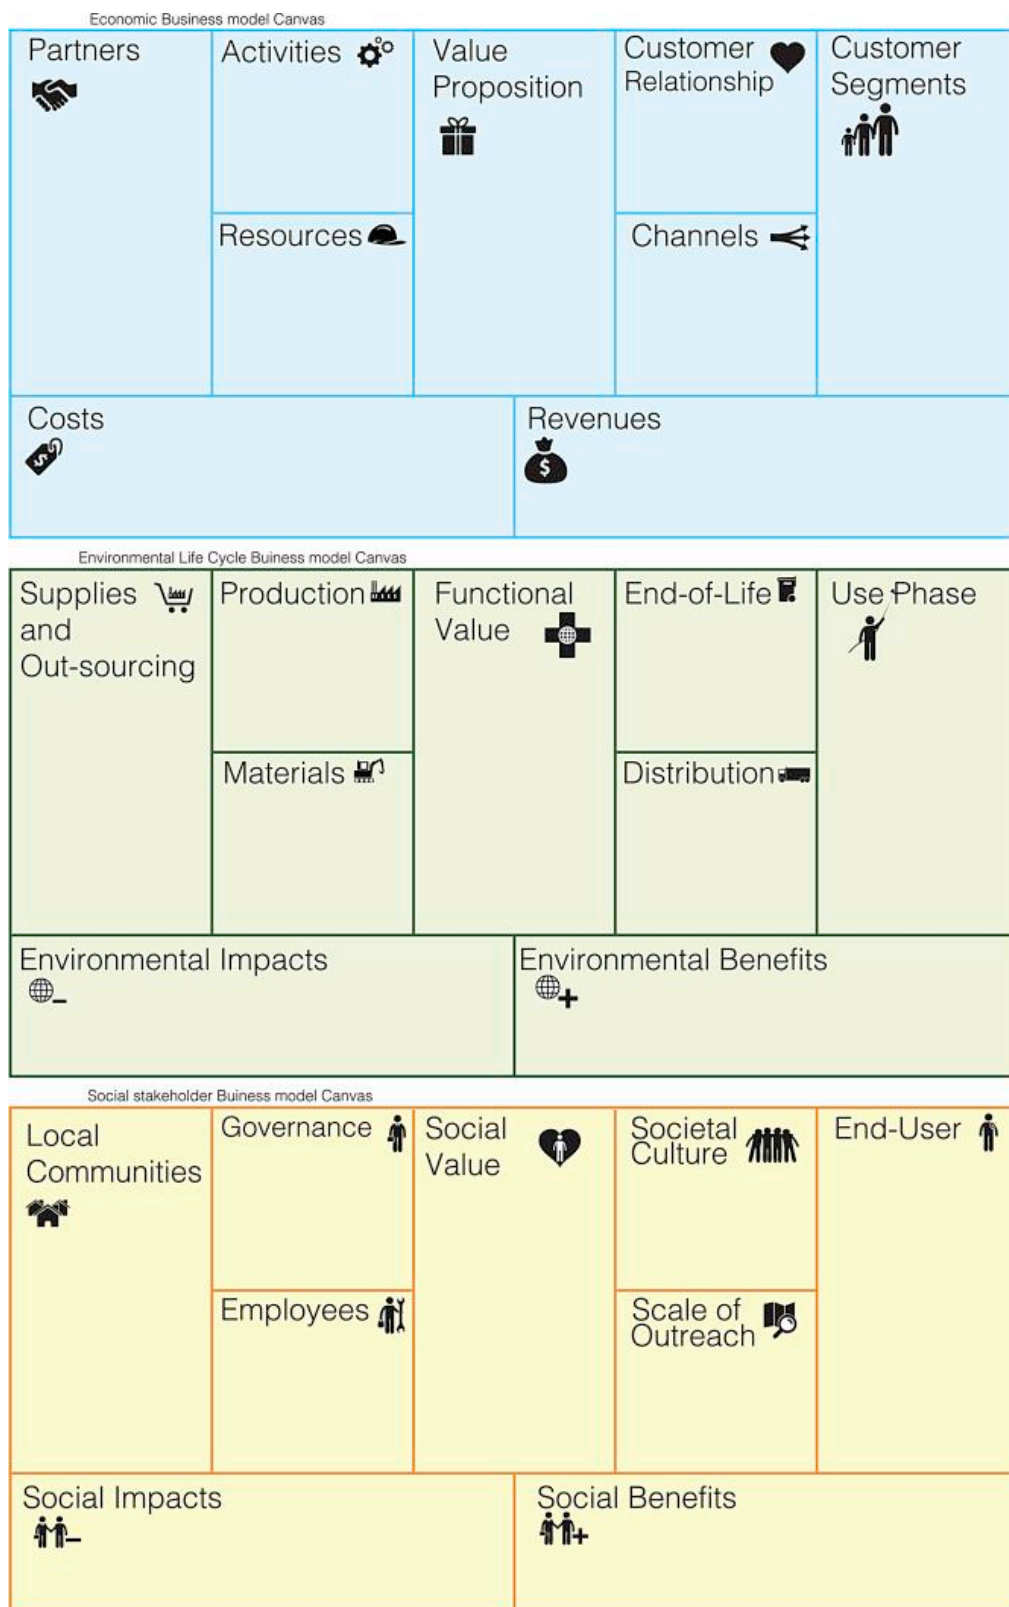 Economic Business model Canvas
Partners
Activities
Value
Proposition
Customer
Relationship
Customer
Segments
Resources
Channels
Costs
$
Revenues
$
Environmental Life Cycle Buiness model Canvas
Supplies
and
Out-sourcing
Production
Functional
Value
End-of-Life
Use Phase
Materials
Distribution
Environmental Impacts
Environmental Benefits
Social stakeholder Buiness model Canvas
Local
Communities
Governance
Social
Value
Societal
Culture
End-User
Employees
Scale of
Outreach
Social Impacts
Social Benefits